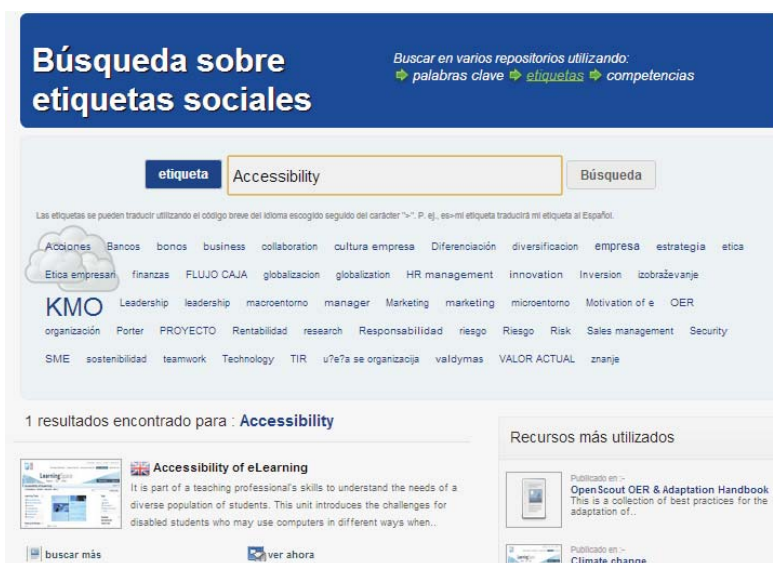 Búsqueda sobre
etiquetas sociales
Buscar en varios repositorios utilizando:
palabras clave etiquetas competencias
etiqueta Accessibility Búsqueda
Las etiquetas se pueden traducir utilizando el código breve del idioma escogido seguido del carácter ">". P. ej., es>mi etiqueta traducirá mi etiqueta al Español.
Acciones Bancos bonos business collaboration cultura empresa Diferenciación diversificacion empresa estrategia etica
Etica empresari finanzas FLUJO CAJA globalizacion globalization HR management innovation Inversion izobraževanje
KMO Leadership leadership macroentorno manager Marketing marketing microentorno Motivation of e OER
organización Porter PROYECTO Rentabilidad research Responsabilidad riesgo Riesgo Risk Sales management Security
SME sostenibilidad teamwork Technology TIR u?e?a se organizacija valdymas VALOR ACTUAL znanje
1 resultados encontrado para : Accessibility
Accessibility of eLearning
It is part of a teaching professional's skills to understand the needs of a
diverse population of students. This unit introduces the challenges for
disabled students who may use computers in different ways when..
buscar más ver ahora
Recursos más utilizados
Publicado en :-
OpenScout OER & Adaptation Handbook
This is a collection of best practices for the
adaptation of..
Publicado en :-
Climate change